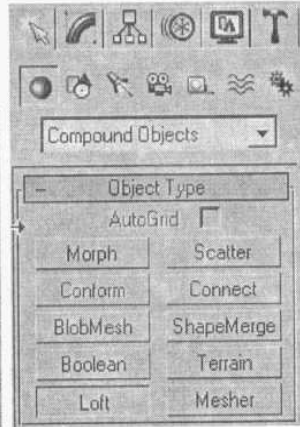 Compound Objects
- Object Type
AutoGrid
Morph Scatter
Conform Connect
BlobMesh ShapeMerge
Boolean Terrain
Loft Mesher